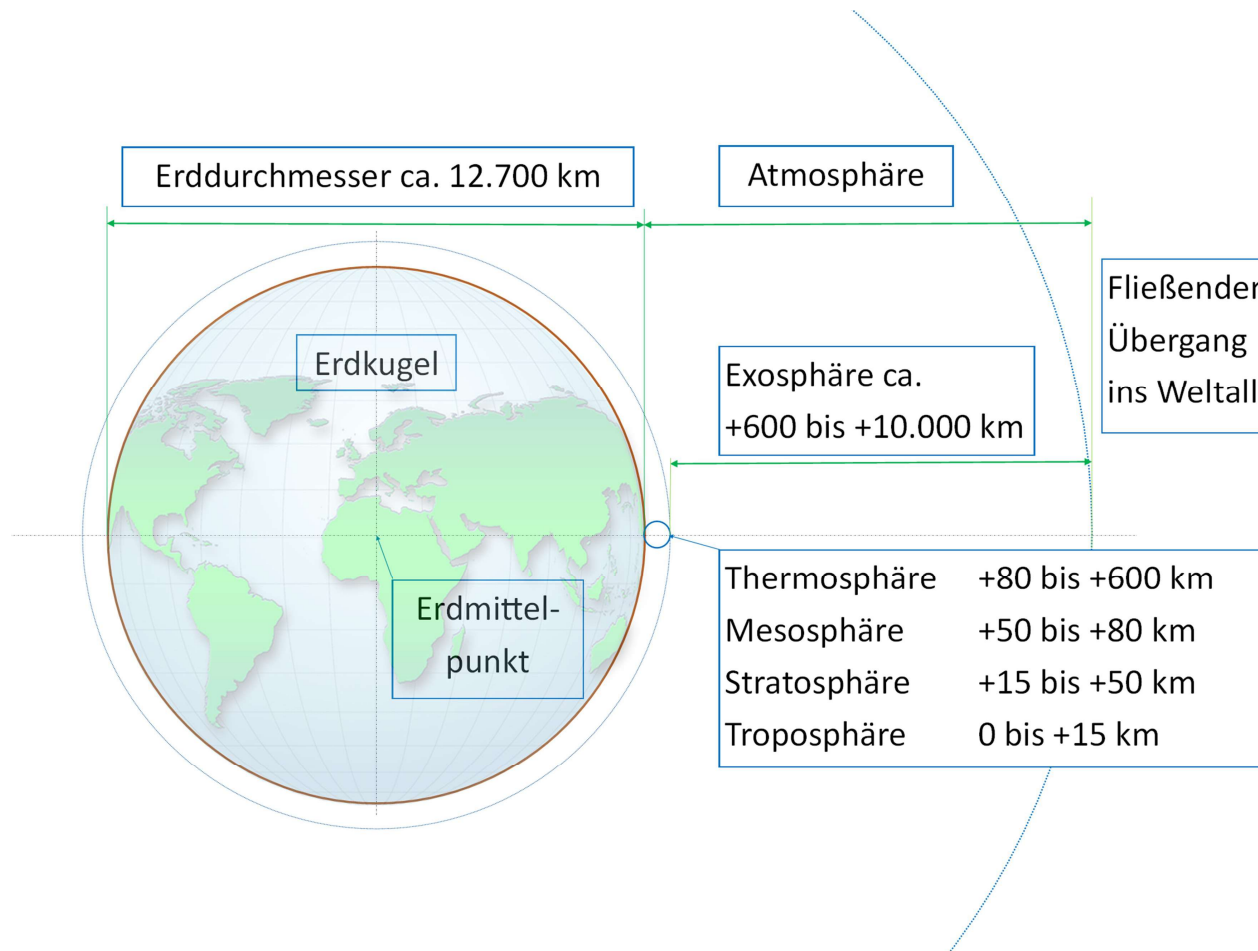 Erddurchmesser ca. 12.700 km
Atmosphäre
Fließender
Übergang
ins Weltall
Erdkugel
Exosphäre ca.
+600 bis +10.000 km
Erdmittel-
punkt
Thermosphäre +80 bis +600 km
Mesosphäre +50 bis +80 km
Stratosphäre +15 bis +50 km
Troposphäre 0 bis +15 km